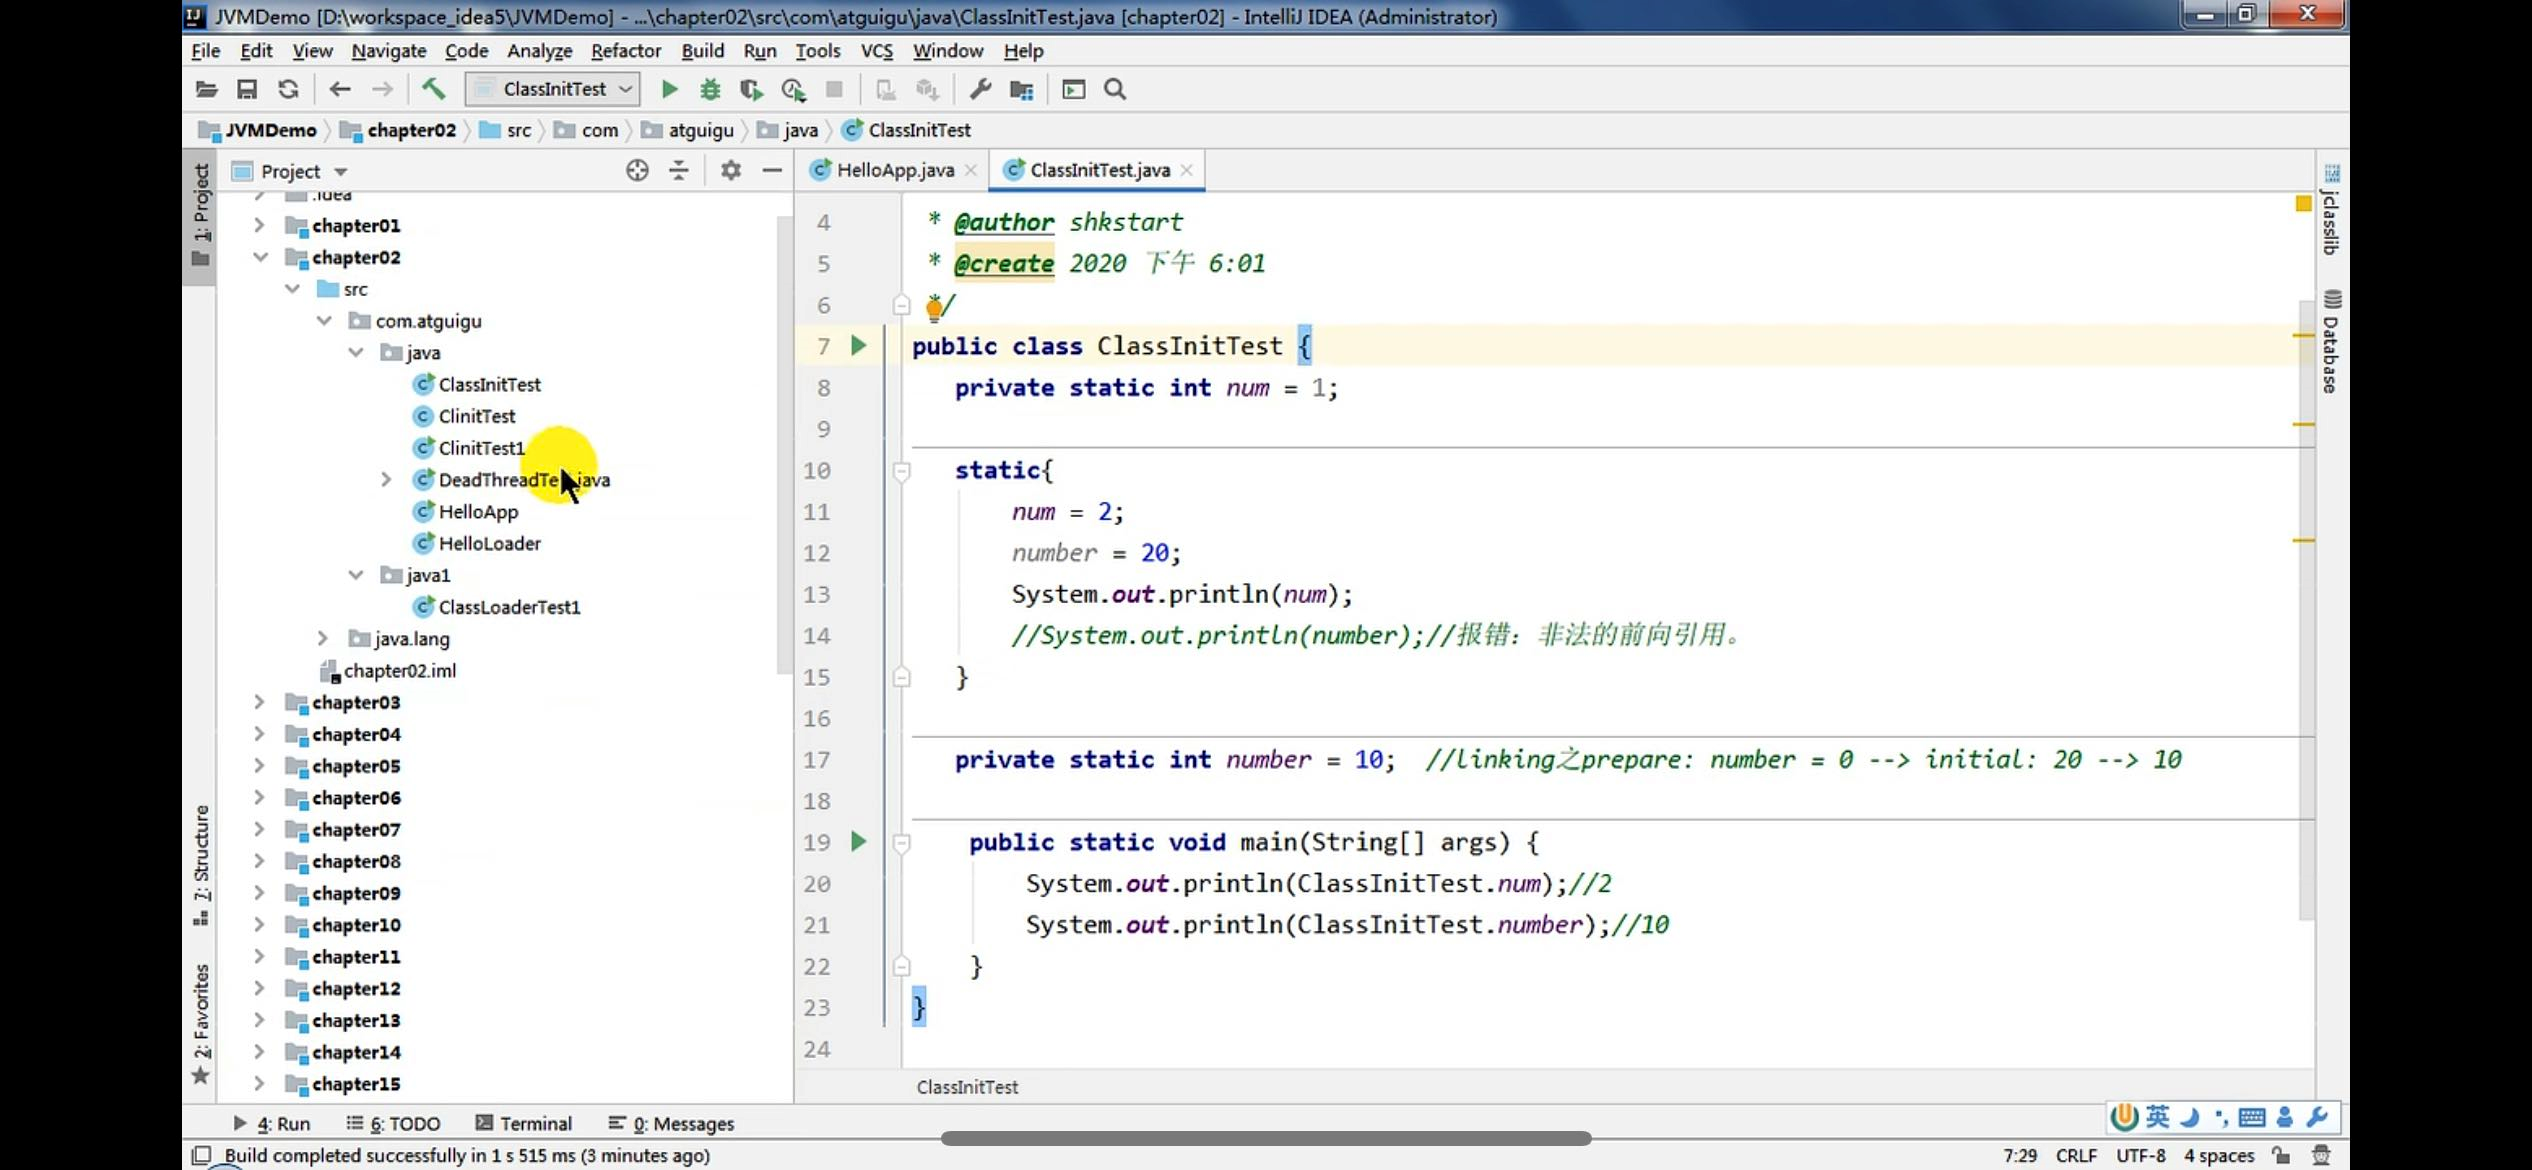 JVMDemo [D:\workspace_idea5\JVMDemo] - ...\chapter02\src\com\atguigu\java\ClassInitTest.java [chapter02] - IntelliJ IDEA (Administrator)
File Edit View Navigate Code Analyze Refactor Build Run Tools VCS Window Help
ClassInitTest
JVMDemo chapter02 src com atguigu java ClassInitTest
1: Project
7: Structure
2: Favorites
Project
.idea
chapter01
chapter02
src
com.atguigu
java
ClassInitTest
ClinitTest
ClinitTest1
DeadThreadTe java
HelloApp
HelloLoader
java1
ClassLoaderTest1
java.lang
chapter02.iml
chapter03
chapter04
chapter05
chapter06
chapter07
chapter08
chapter09
chapter10
chapter11
chapter12
chapter13
chapter14
chapter15
HelloApp.java ClassInitTest.java
4 * @author shkstart
5 * @create 2020 下午 6:01
6 */
7 public class ClassInitTest {
8 private static int num = 1;
9
10 static{
11 num = 2;
12 number = 20;
13 System.out.println(num);
14 //System.out.println(number);//报错：非法的前向引用。
15 }
16
17 private static int number = 10; //linking之prepare: number = 0 --> initial: 20 --> 10
18
19 public static void main(String[] args) {
20 System.out.println(ClassInitTest.num);//2
21 System.out.println(ClassInitTest.number);//10
22 }
23 }
24
ClassInitTest
jclasslib
Database
4: Run 6: TODO Terminal 0: Messages
英
Build completed successfully in 1 s 515 ms (3 minutes ago)
7:29 CRLF UTF-8 4 spaces